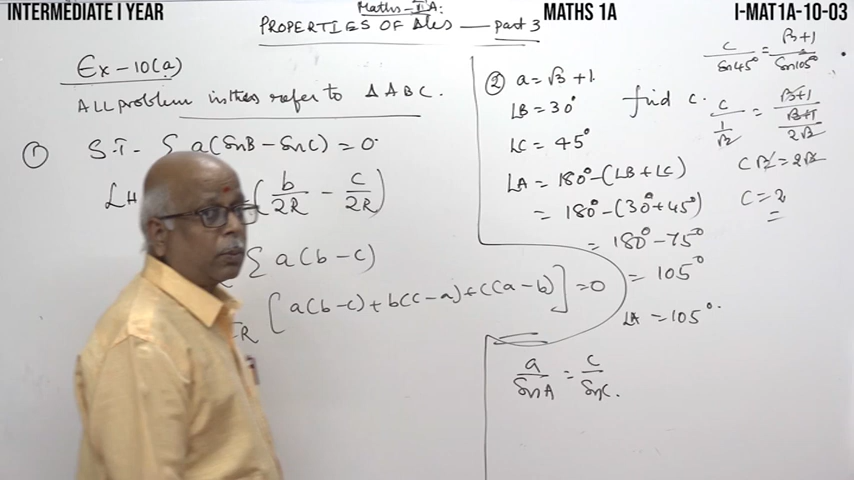 INTERMEDIATE I YEAR
MATHS 1A
I-MAT1A-10-03
Maths-IA:
PROPERTIES OF Δles — part 3
Ex-10(a)
All problem in this refer to ΔABC.
① S.T. Σ a(SinB - SinC) = 0
LH (b/2R - c/2R)
Σ a(b-c)
R [a(b-c)+b(c-a)+c(a-b)] = 0
② a = √3 + 1
∠B = 30° find c.
∠C = 45°
∠A = 180° - (∠B + ∠C)
= 180° - (30° + 45°)
= 180° - 75°
= 105°
∠A = 105°
a/SinA = c/SinC.
c/Sin45° = √3+1/Sin105°
c/1/√2 = √3+1/√3+1/2√2
c√2 = 2√2
c = 2